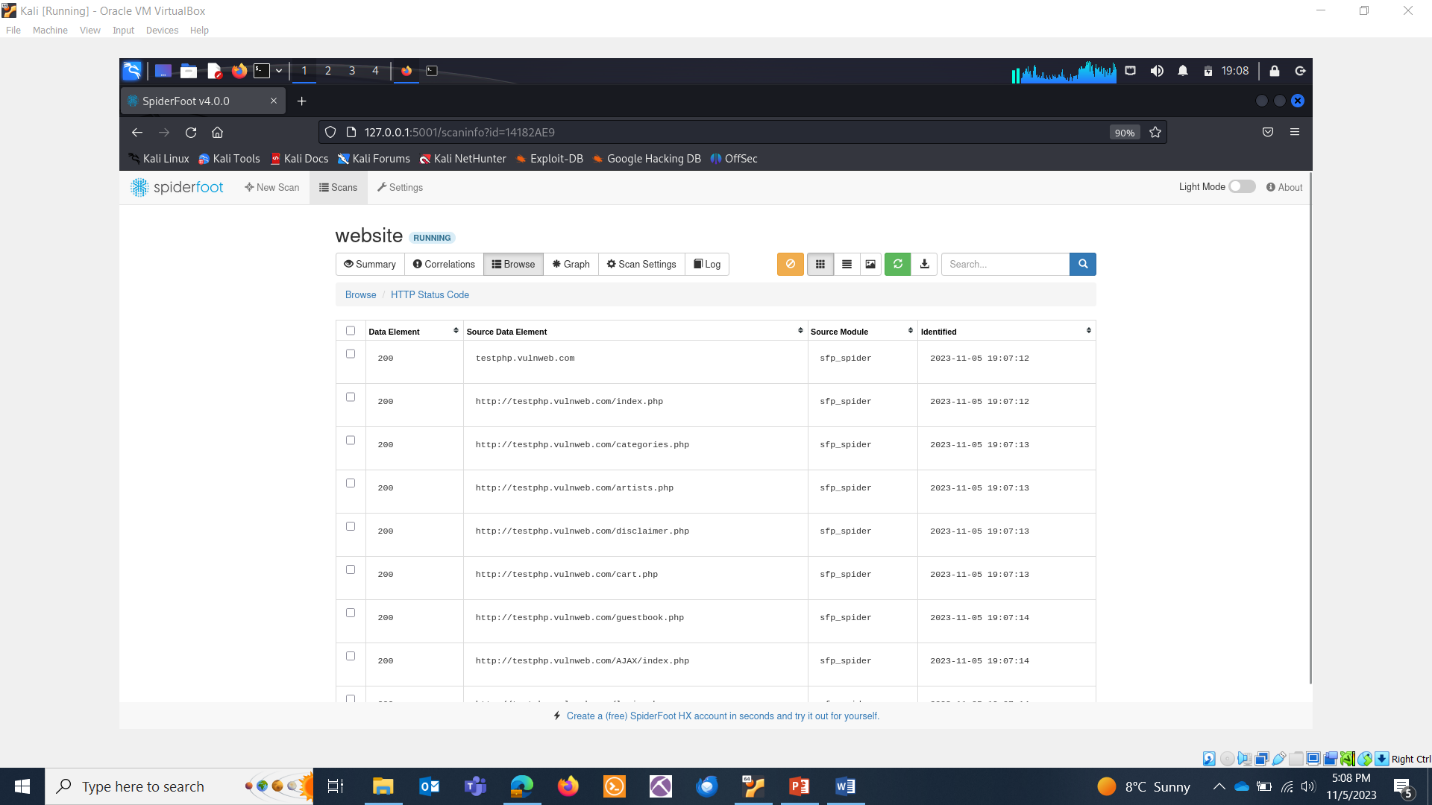 Kali [Running] - Oracle VM VirtualBox
File Machine View Input Devices Help
1 2 3 4 19:08
SpiderFoot v4.0.0
127.0.0.1:5001/scaninfo?id=14182AE9 90%
Kali Linux Kali Tools Kali Docs Kali Forums Kali NetHunter Exploit-DB Google Hacking DB OffSec
spiderfoot New Scan Scans Settings Light Mode About
website RUNNING
Summary Correlations Browse Graph Scan Settings Log Search...
Browse / HTTP Status Code
Data Element Source Data Element Source Module Identified
200 testphp.vulnweb.com sfp_spider 2023-11-05 19:07:12
200 http://testphp.vulnweb.com/index.php sfp_spider 2023-11-05 19:07:12
200 http://testphp.vulnweb.com/categories.php sfp_spider 2023-11-05 19:07:13
200 http://testphp.vulnweb.com/artists.php sfp_spider 2023-11-05 19:07:13
200 http://testphp.vulnweb.com/disclaimer.php sfp_spider 2023-11-05 19:07:13
200 http://testphp.vulnweb.com/cart.php sfp_spider 2023-11-05 19:07:13
200 http://testphp.vulnweb.com/guestbook.php sfp_spider 2023-11-05 19:07:14
200 http://testphp.vulnweb.com/AJAX/index.php sfp_spider 2023-11-05 19:07:14
Create a (free) SpiderFoot HX account in seconds and try it out for yourself.
Right Ctrl
Type here to search 8°C Sunny 5:08 PM
11/5/2023 5